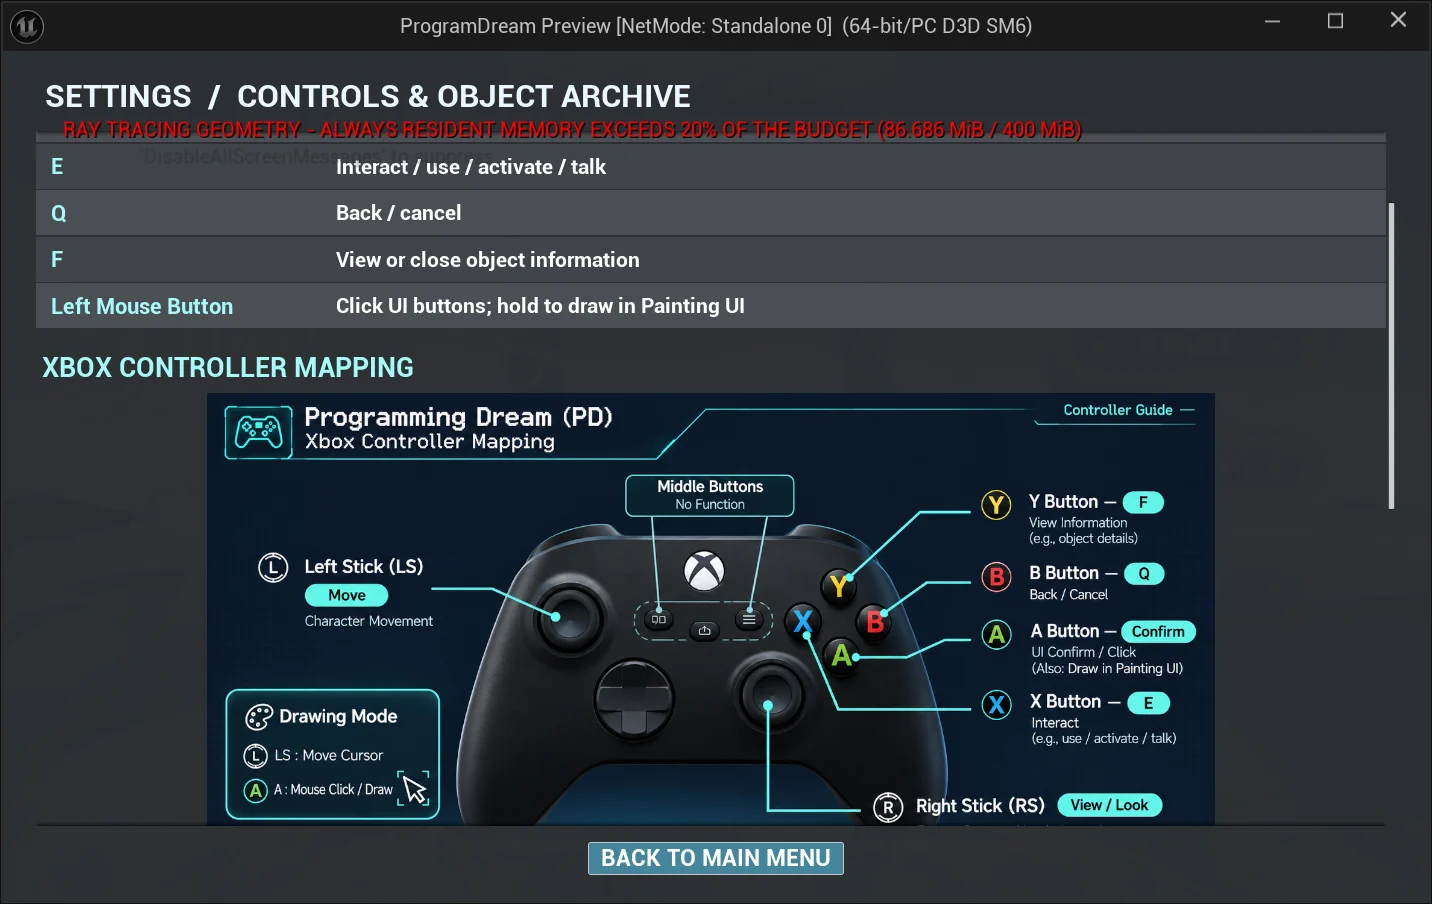 ProgramDream Preview [NetMode: Standalone 0]  (64-bit/PC D3D SM6)
SETTINGS / CONTROLS & OBJECT ARCHIVE
RAY TRACING GEOMETRY - ALWAYS RESIDENT MEMORY EXCEEDS 20% OF THE BUDGET (86.686 MiB / 400 MiB)
'DisableAllScreenMessages' to suppress
E Interact / use / activate / talk
Q Back / cancel
F View or close object information
Left Mouse Button Click UI buttons; hold to draw in Painting UI
XBOX CONTROLLER MAPPING
Programming Dream (PD)
Xbox Controller Mapping
Controller Guide
Middle Buttons
No Function
L Left Stick (LS)
Move
Character Movement
Y
X
B
A
Y Y Button — F
View Information
(e.g., object details)
B B Button — Q
Back / Cancel
A A Button — Confirm
UI Confirm / Click
(Also: Draw in Painting UI)
X X Button — E
Interact
(e.g., use / activate / talk)
Drawing Mode
L LS : Move Cursor
A A : Mouse Click / Draw
R Right Stick (RS) View / Look
BACK TO MAIN MENU